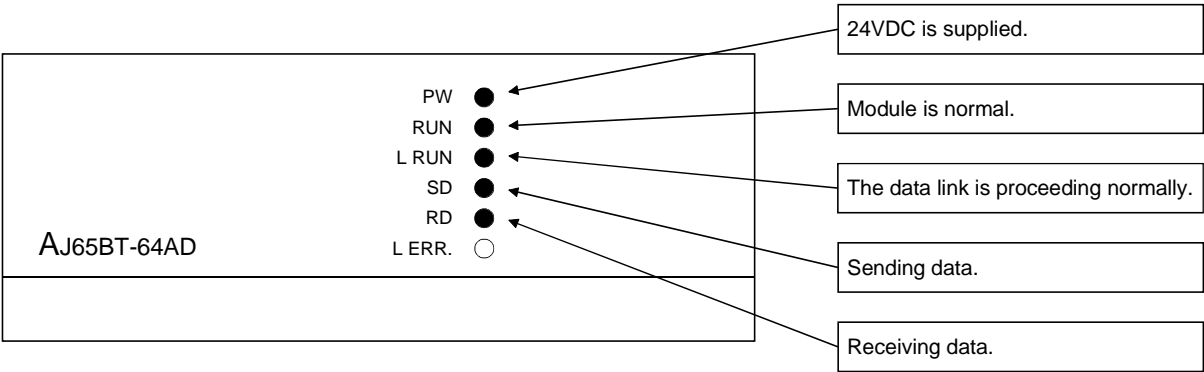 24VDC is supplied.
PW
RUN
Module is normal.
L RUN
SD
The data link is proceeding normally.
RD
AJ65BT-64AD
L ERR.
Sending data.
Receiving data.